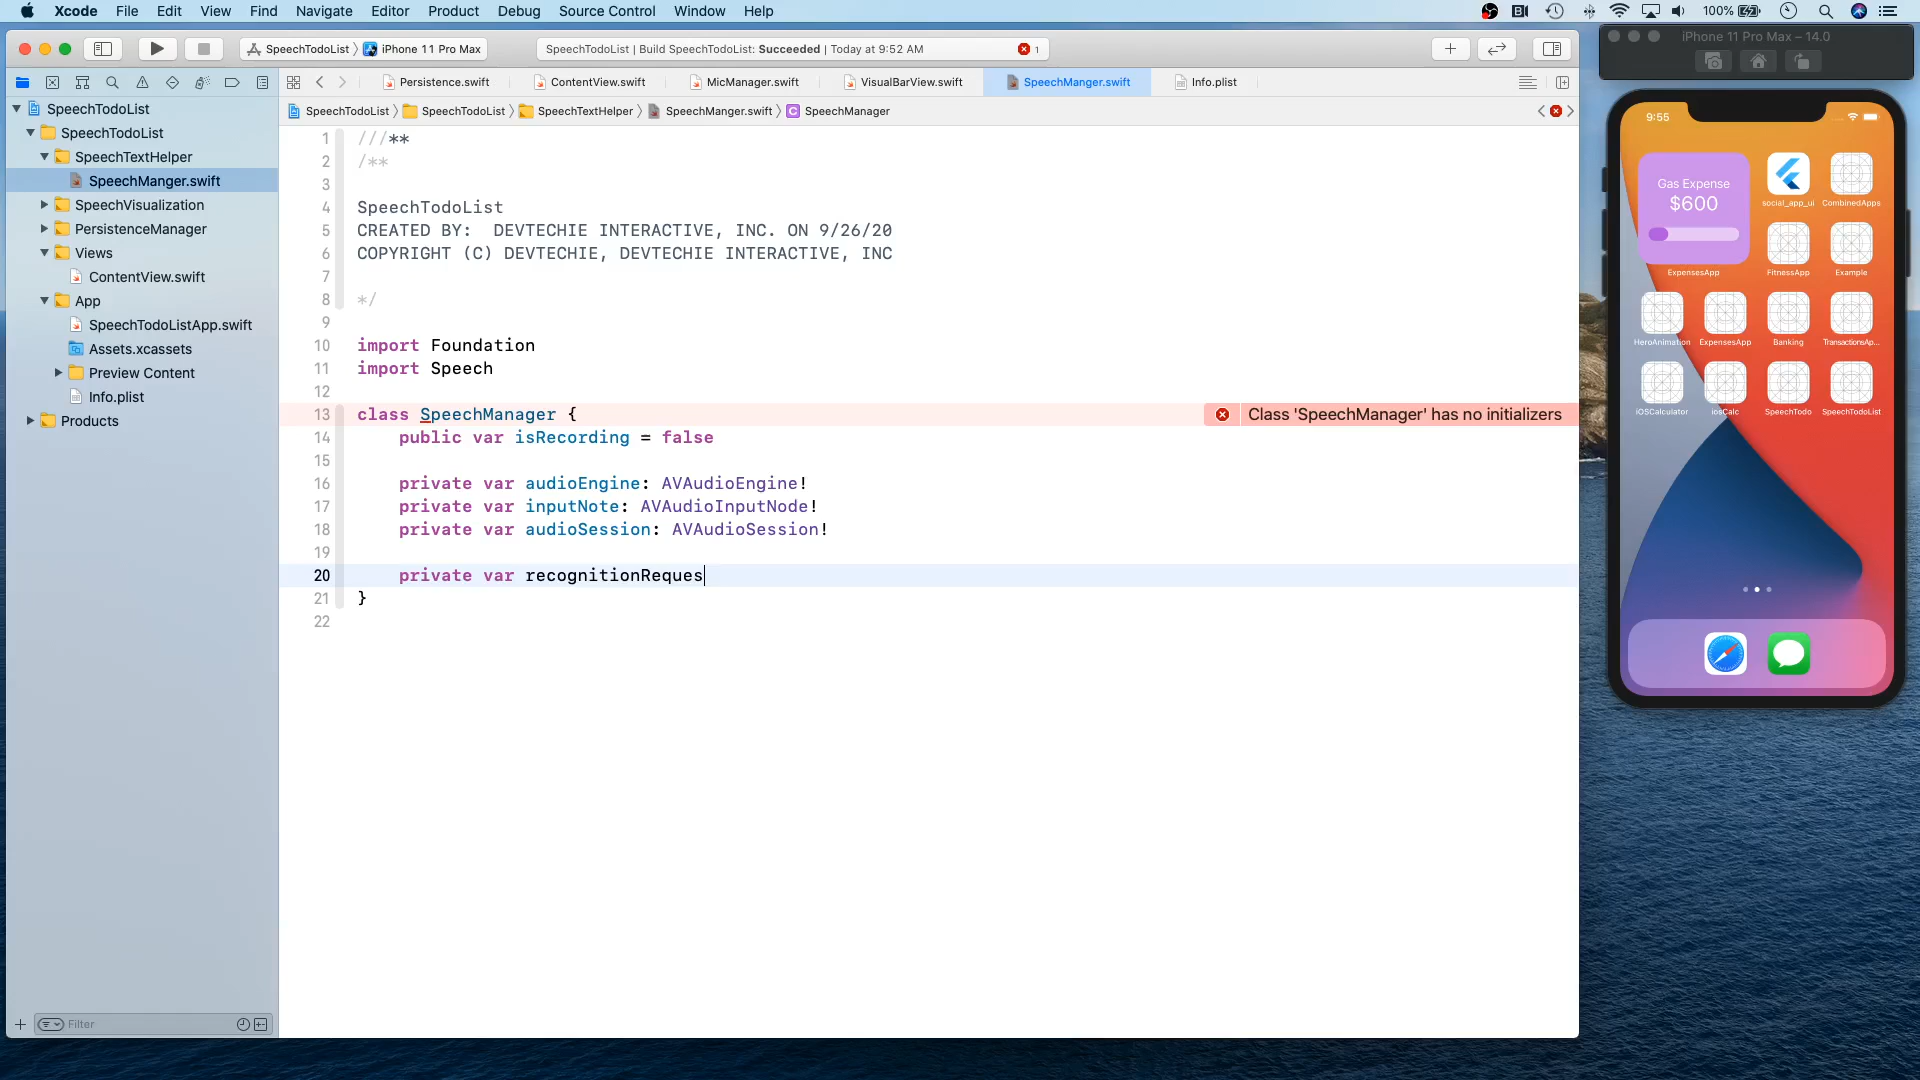 Xcode File Edit View Find Navigate Editor Product Debug Source Control Window Help
100%
SpeechTodoList iPhone 11 Pro Max
SpeechTodoList | Build SpeechTodoList: Succeeded | Today at 9:52 AM
1
Persistence.swift ContentView.swift MicManager.swift VisualBarView.swift SpeechManger.swift Info.plist
SpeechTodoList SpeechTodoList SpeechTextHelper SpeechManger.swift SpeechManager
SpeechTodoList
SpeechTodoList
SpeechTextHelper
SpeechManger.swift
SpeechVisualization
PersistenceManager
Views
ContentView.swift
App
SpeechTodoListApp.swift
Assets.xcassets
Preview Content
Info.plist
Products
Filter
1 ///**
2 /**
3
4 SpeechTodoList
5 CREATED BY: DEVTECHIE INTERACTIVE, INC. ON 9/26/20
6 COPYRIGHT (C) DEVTECHIE, DEVTECHIE INTERACTIVE, INC
7
8 */
9
10 import Foundation
11 import Speech
12
13 class SpeechManager {
Class 'SpeechManager' has no initializers
14 public var isRecording = false
15
16 private var audioEngine: AVAudioEngine!
17 private var inputNote: AVAudioInputNode!
18 private var audioSession: AVAudioSession!
19
20 private var recognitionReques
21 }
22
iPhone 11 Pro Max – 14.0
9:55
Gas Expense
$600
ExpensesApp
social_app_ui CombinedApps
FitnessApp Example
HeroAnimation ExpensesApp Banking TransactionsAp...
iOSCalculator iosCalc SpeechTodo SpeechTodoList